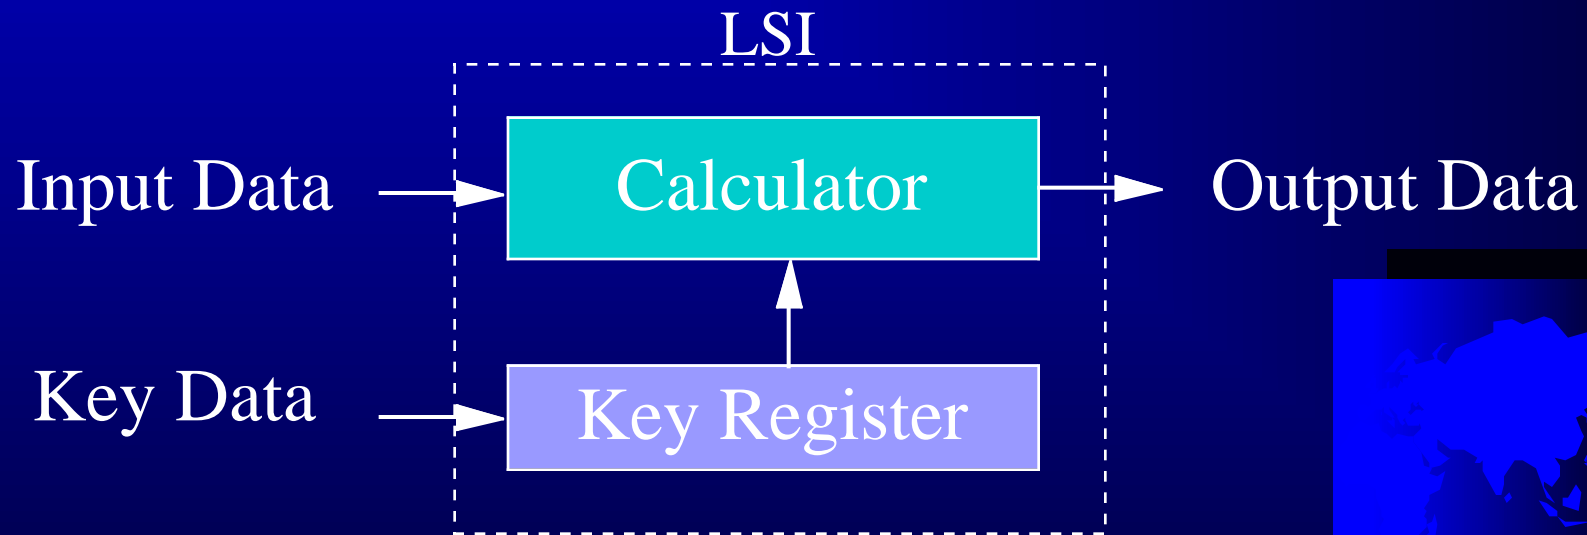 LSI
Input Data
Calculator
Output Data
Key Data
Key Register